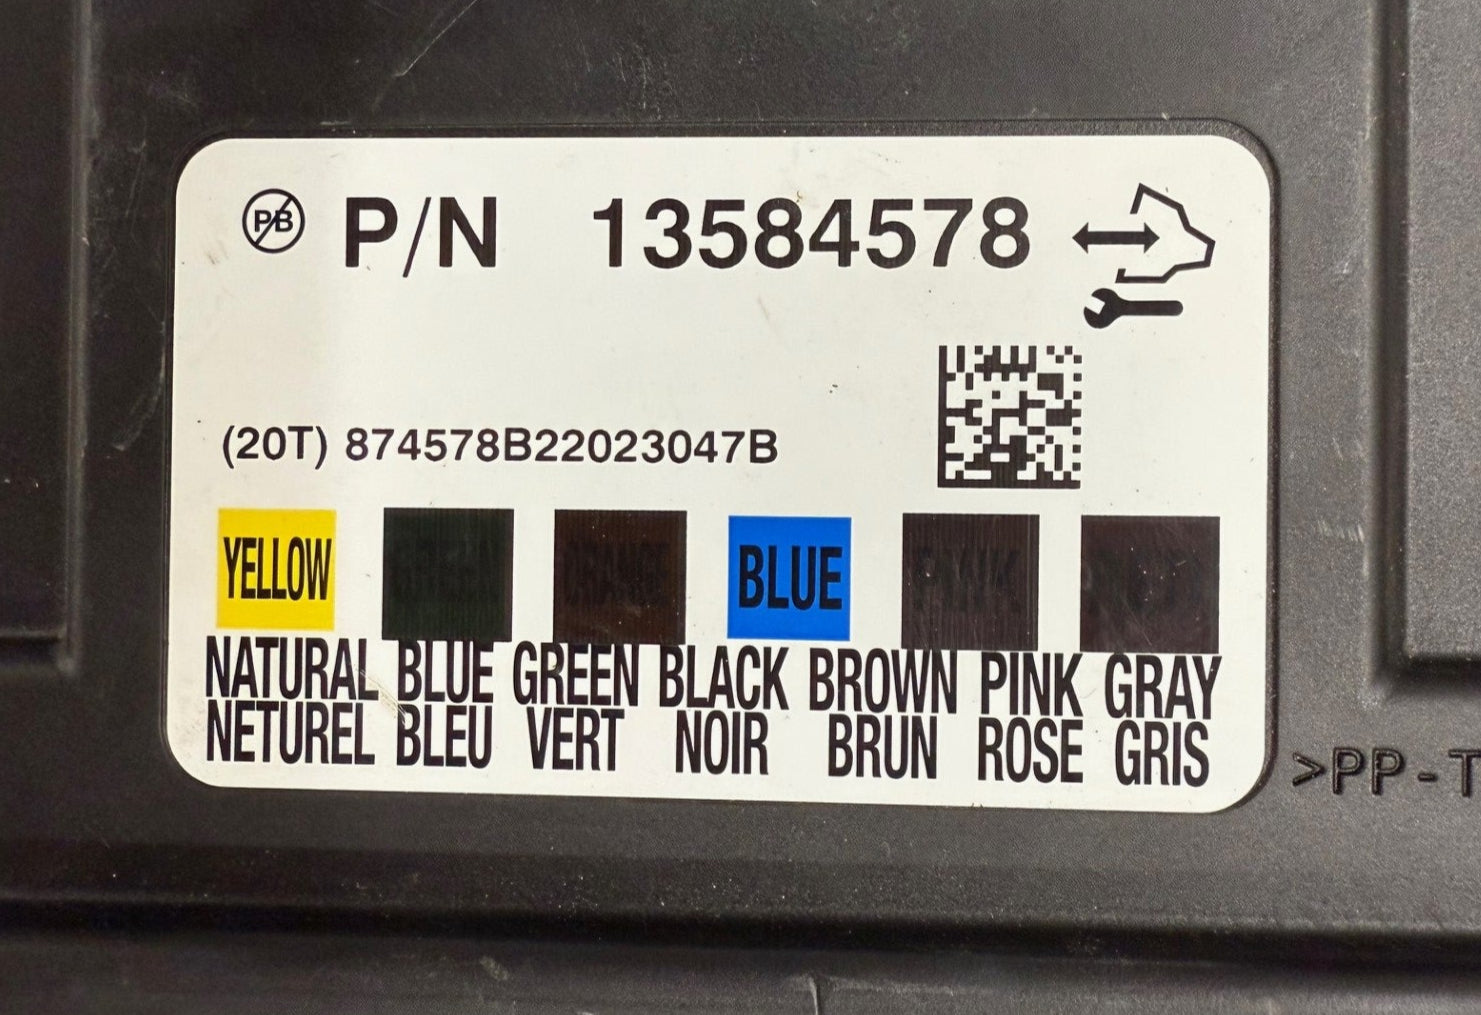 PB P/N 13584578
(20T) 874578B22023047B
YELLOW BLUE PINK
NATURAL BLUE GREEN BLACK BROWN PINK GRAY
NETUREL BLEU VERT NOIR BRUN ROSE GRIS
>PP-T